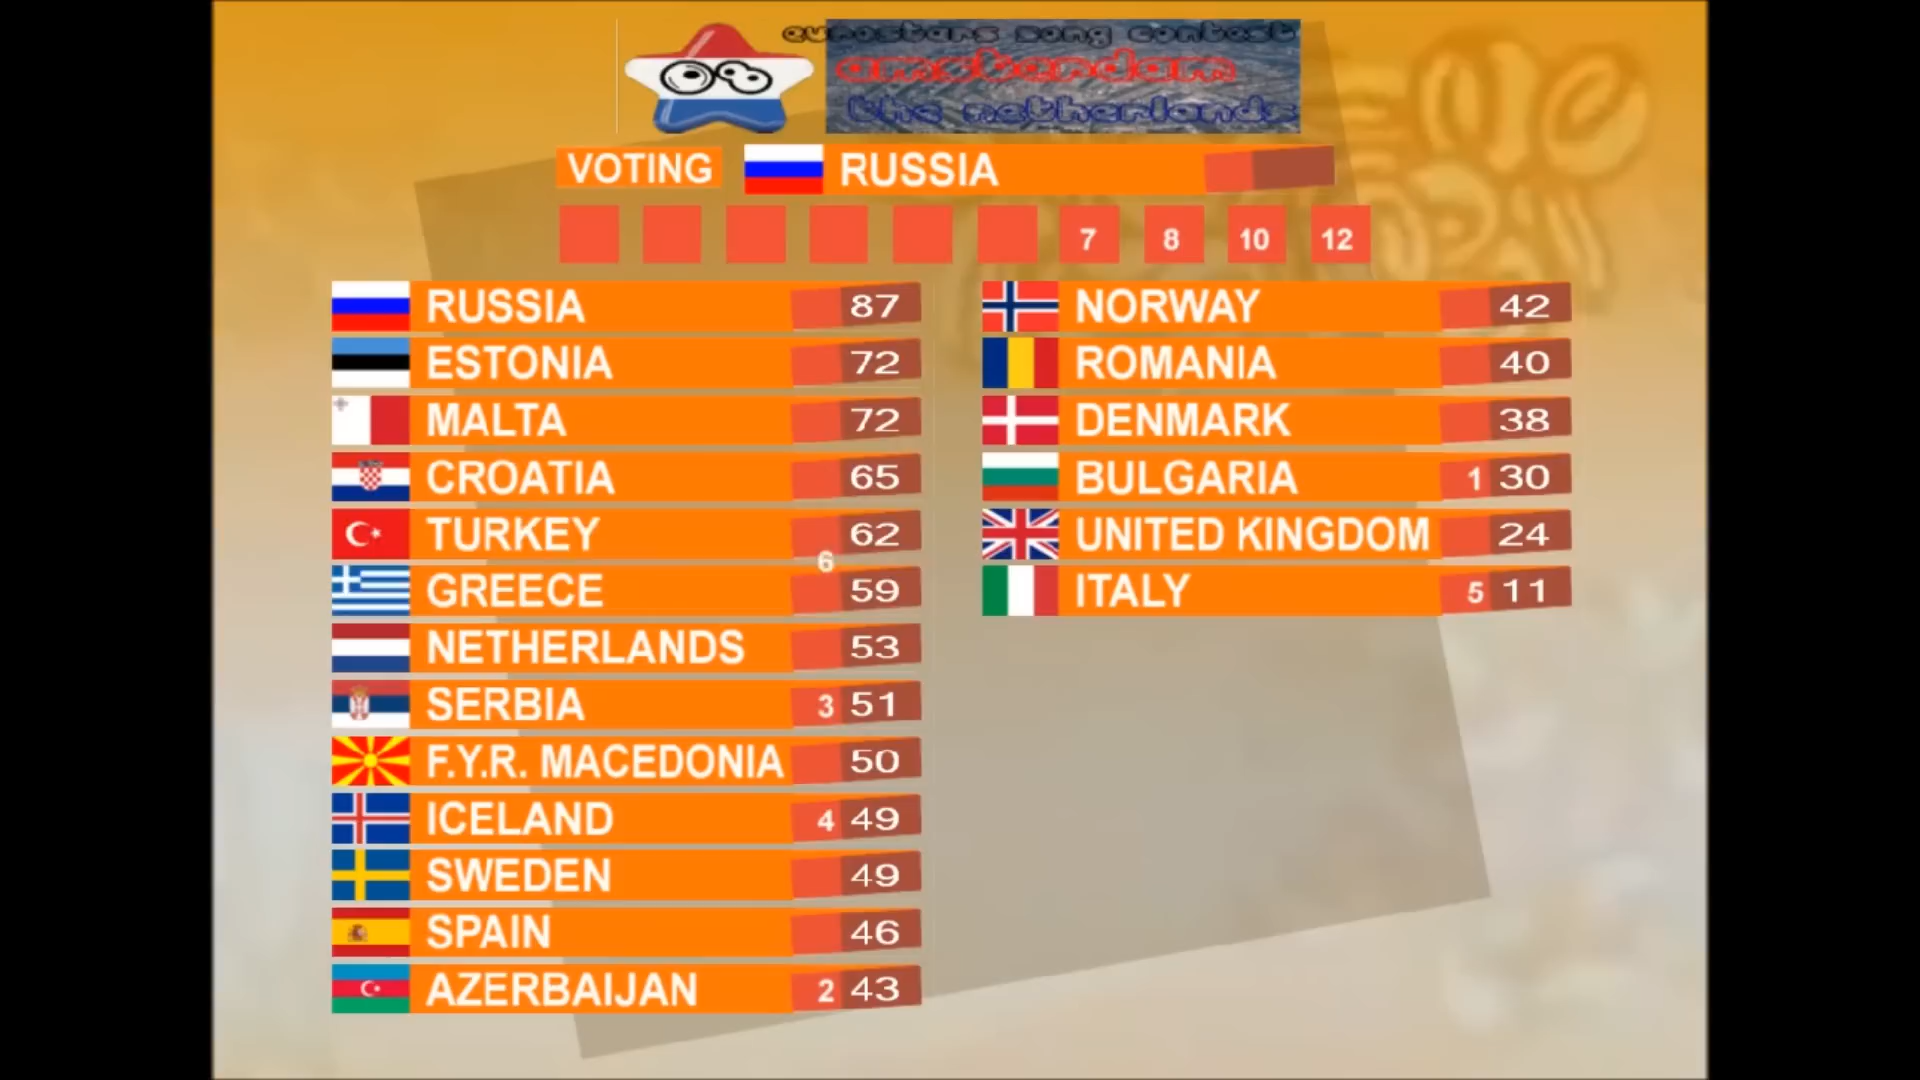 eurostars song contest
amsterdam
the netherlands
VOTING RUSSIA
7 8 10 12
RUSSIA 87
ESTONIA 72
MALTA 72
CROATIA 65
TURKEY 62
6
GREECE 59
NETHERLANDS 53
SERBIA 3 51
F.Y.R. MACEDONIA 50
ICELAND 4 49
SWEDEN 49
SPAIN 46
AZERBAIJAN 2 43
NORWAY 42
ROMANIA 40
DENMARK 38
BULGARIA 1 30
UNITED KINGDOM 24
ITALY 5 11